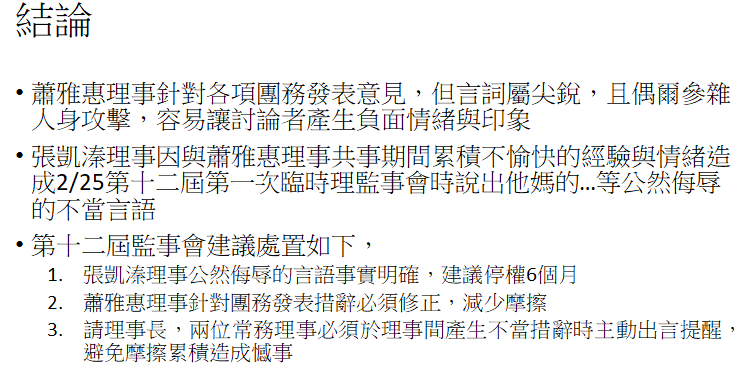 結論
• 蕭雅惠理事針對各項團務發表意見，但言詞屬尖銳，且偶爾參雜
人身攻擊，容易讓討論者產生負面情緒與印象
• 張凱溱理事因與蕭雅惠理事共事期間累積不愉快的經驗與情緒造
成2/25第十二屆第一次臨時理監事會時說出他媽的...等公然侮辱
的不當言語
• 第十二屆監事會建議處置如下，
1. 張凱溱理事公然侮辱的言語事實明確，建議停權6個月
2. 蕭雅惠理事針對團務發表措辭必須修正，減少摩擦
3. 請理事長，兩位常務理事必須於理事間產生不當措辭時主動出言提醒，
避免摩擦累積造成憾事